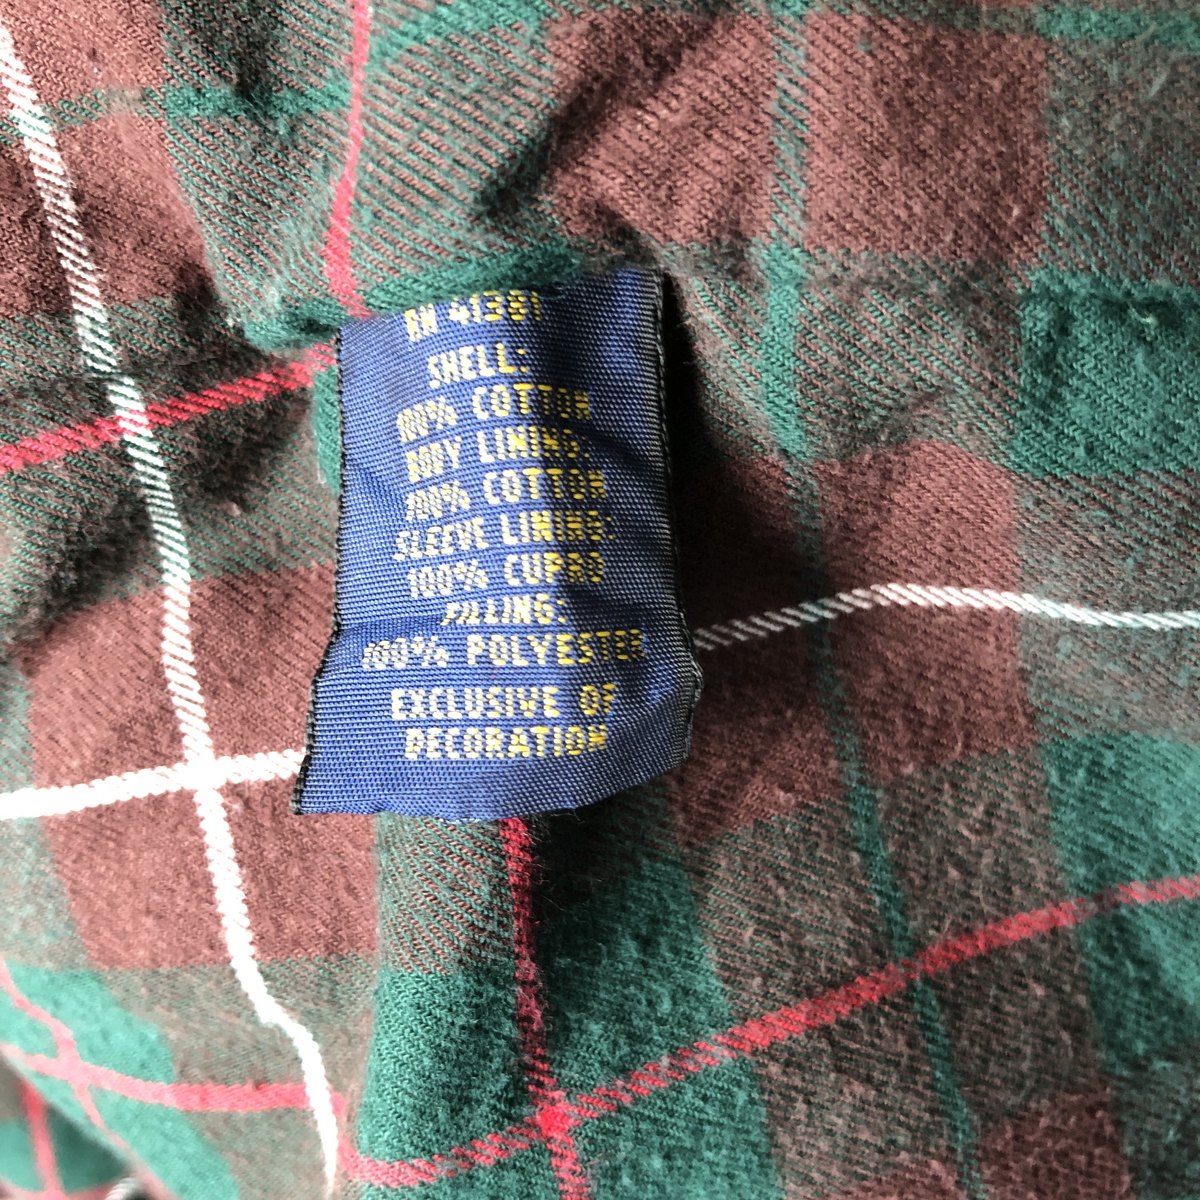 RN 41381
SHELL:
100% COTTON
BODY LINING:
100% COTTON
SLEEVE LINING:
100% CUPRO
FILLING:
100% POLYESTER
EXCLUSIVE OF
DECORATION